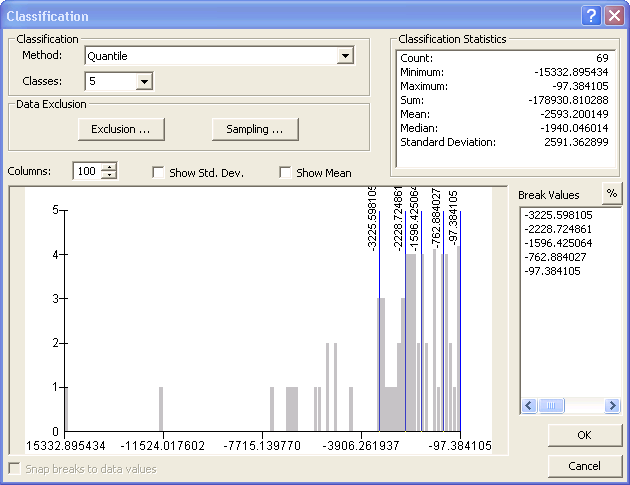 Classification
Classification
Method: Quantile
Classes: 5
Data Exclusion
Exclusion ...
Sampling ...
Classification Statistics
Count: 69
Minimum: -15332.895434
Maximum: -97.384105
Sum: -178930.810288
Mean: -2593.200149
Median: -1940.046014
Standard Deviation: 2591.362899
Columns: 100
Show Std. Dev.
Show Mean
Break Values
%
-3225.598105
-2228.724861
-1596.425064
-762.884027
-97.384105
-3225.598105
-2228.724861
-1596.425064
-762.884027
-97.384105
5
4
3
2
1
0
15332.895434 -11524.017602 -7715.139770 -3906.261937 -97.384105
Snap breaks to data values
OK
Cancel